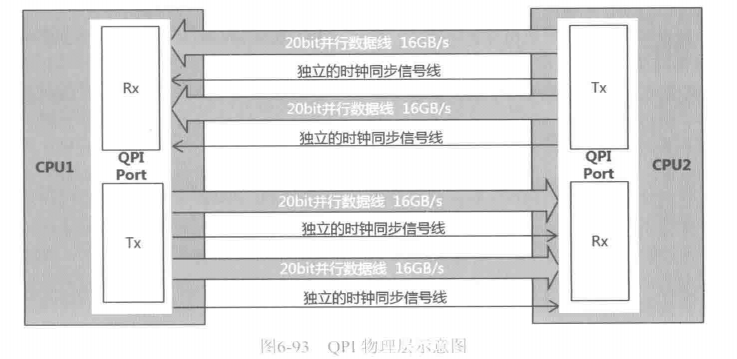 20bit并行数据线 16GB/s
独立的时钟同步信号线
Rx
Tx
20bit并行数据线 16GB/s
独立的时钟同步信号线
CPU1
QPI
Port
QPI
Port
CPU2
20bit并行数据线 16GB/s
独立的时钟同步信号线
Tx
Rx
20bit并行数据线 16GB/s
独立的时钟同步信号线
图6-93 QPI 物理层示意图